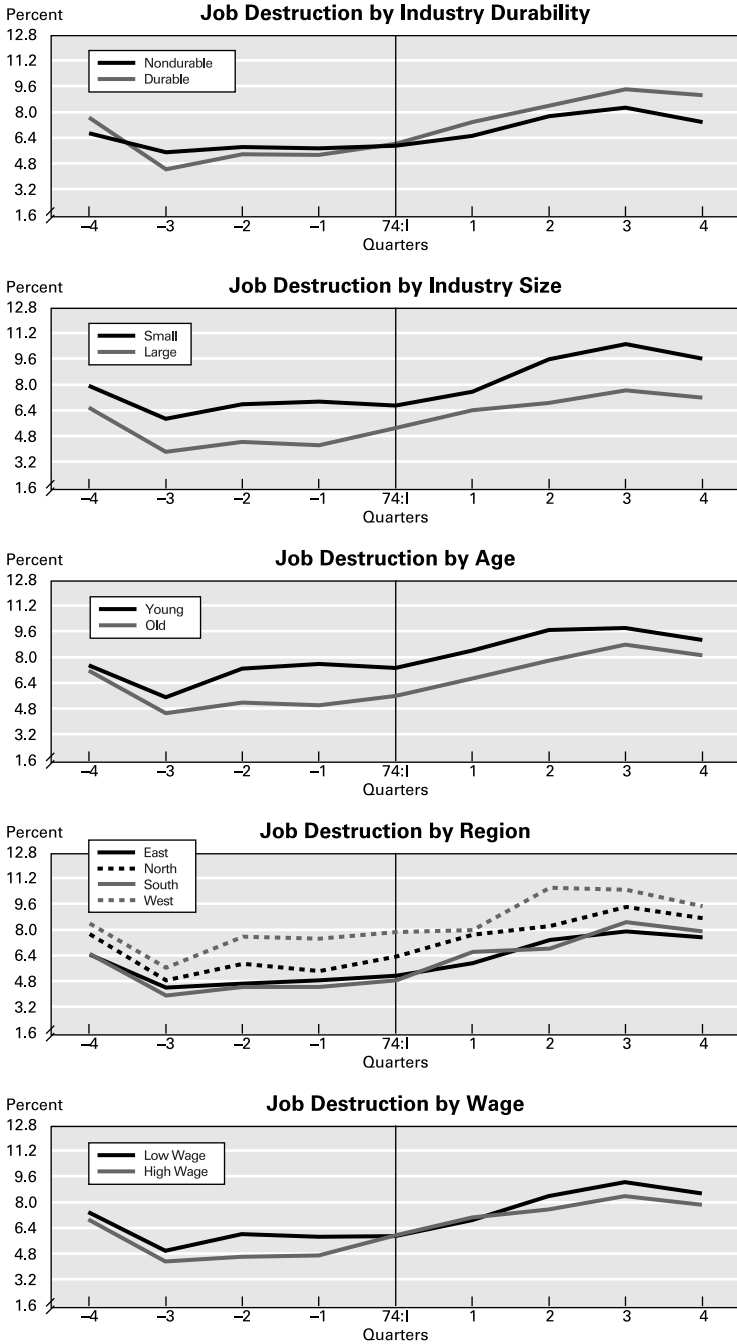 Job Destruction by Industry Durability
Percent
12.8
11.2
9.6
8.0
6.4
4.8
3.2
1.6
Nondurable
Durable
–4 –3 –2 –1 74:I 1 2 3 4
Quarters
Job Destruction by Industry Size
Percent
12.8
11.2
9.6
8.0
6.4
4.8
3.2
1.6
Small
Large
–4 –3 –2 –1 74:I 1 2 3 4
Quarters
Job Destruction by Age
Percent
12.8
11.2
9.6
8.0
6.4
4.8
3.2
1.6
Young
Old
–4 –3 –2 –1 74:I 1 2 3 4
Quarters
Job Destruction by Region
Percent
12.8
11.2
9.6
8.0
6.4
4.8
3.2
1.6
East
North
South
West
–4 –3 –2 –1 74:I 1 2 3 4
Quarters
Job Destruction by Wage
Percent
12.8
11.2
9.6
8.0
6.4
4.8
3.2
1.6
Low Wage
High Wage
–4 –3 –2 –1 74:I 1 2 3 4
Quarters